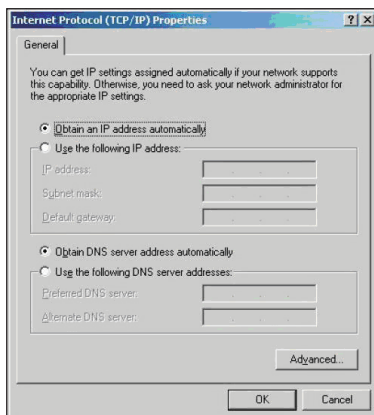 Internet Protocol (TCP/IP) Properties
General
You can get IP settings assigned automatically if your network supports
this capability. Otherwise, you need to ask your network administrator for
the appropriate IP settings.
Obtain an IP address automatically
Use the following IP address:
IP address:
Subnet mask:
Default gateway:
Obtain DNS server address automatically
Use the following DNS server addresses:
Preferred DNS server:
Alternate DNS server:
Advanced...
OK Cancel